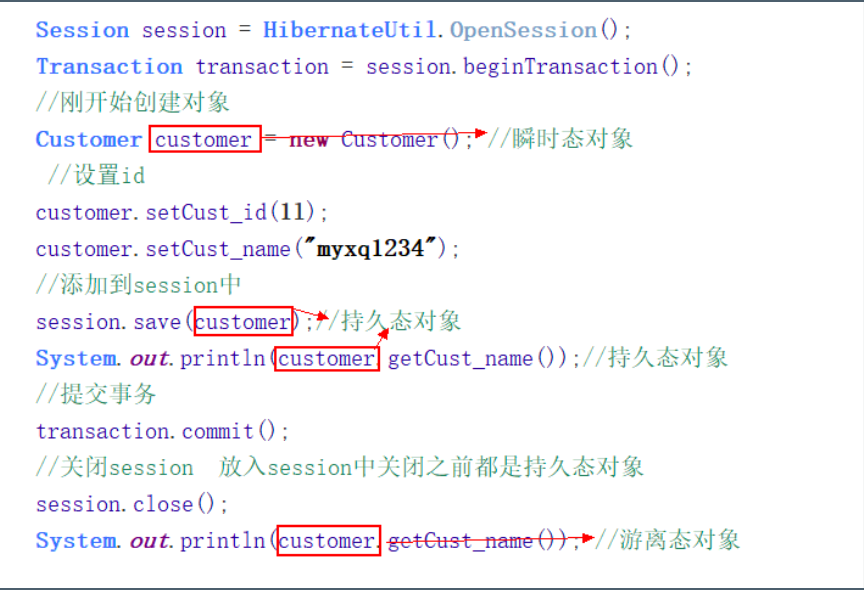 Session session = HibernateUtil.OpenSession();
Transaction transaction = session.beginTransaction();
//刚开始创建对象
Customer customer = new Customer();//瞬时态对象
//设置id
customer.setCust_id(11);
customer.setCust_name("myxq1234");
//添加到session中
session.save(customer);//持久态对象
System.out.println(customer.getCust_name());//持久态对象
//提交事务
transaction.commit();
//关闭session 放入session中关闭之前都是持久态对象
session.close();
System.out.println(customer.getCust_name());//游离态对象